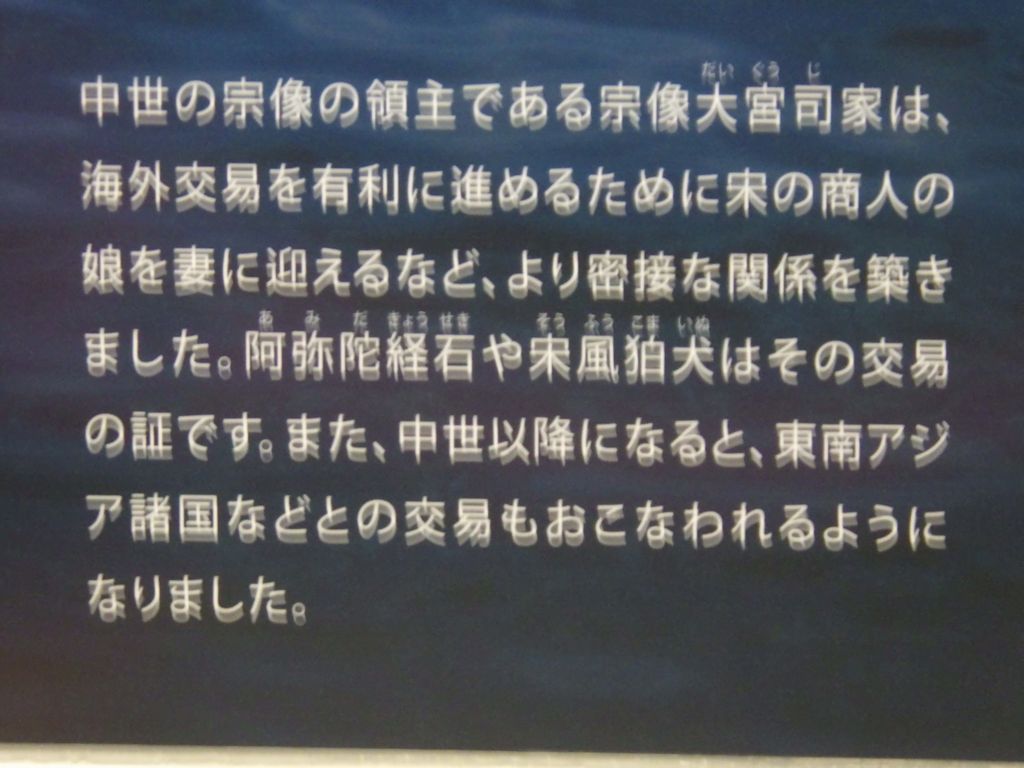 中世の宗像の領主である宗像大宮司家は、
海外交易を有利に進めるために宋の商人の
娘を妻に迎えるなど、より密接な関係を築き
ました。阿弥陀経石や宋風狛犬はその交易
の証です。また、中世以降になると、東南アジ
ア諸国などとの交易もおこなわれるように
なりました。